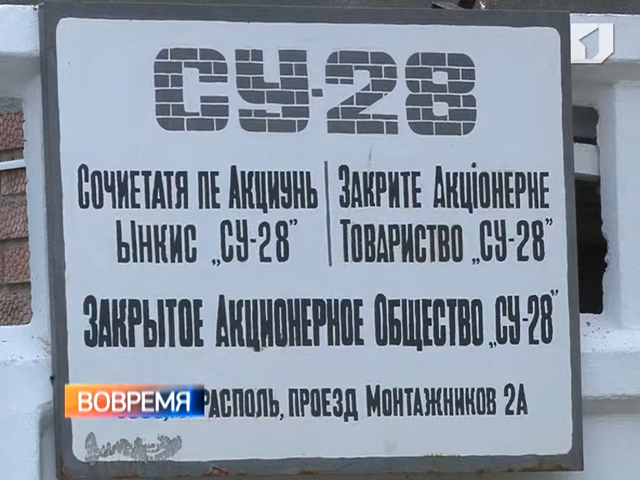 1
СУ-28
СОЧИЕТАТЯ ПЕ АКЦИУНЬ
ЫНКИС „СУ-28”
ЗАКРИТЕ АКЦІОНЕРНЕ
ТОВАРИСТВО „СУ-28”
ЗАКРЫТОЕ АКЦИОНЕРНОЕ ОБЩЕСТВО „СУ-28”
РАСПОЛЬ, ПРОЕЗД МОНТАЖНИКОВ 2А
ВОВРЕМЯ